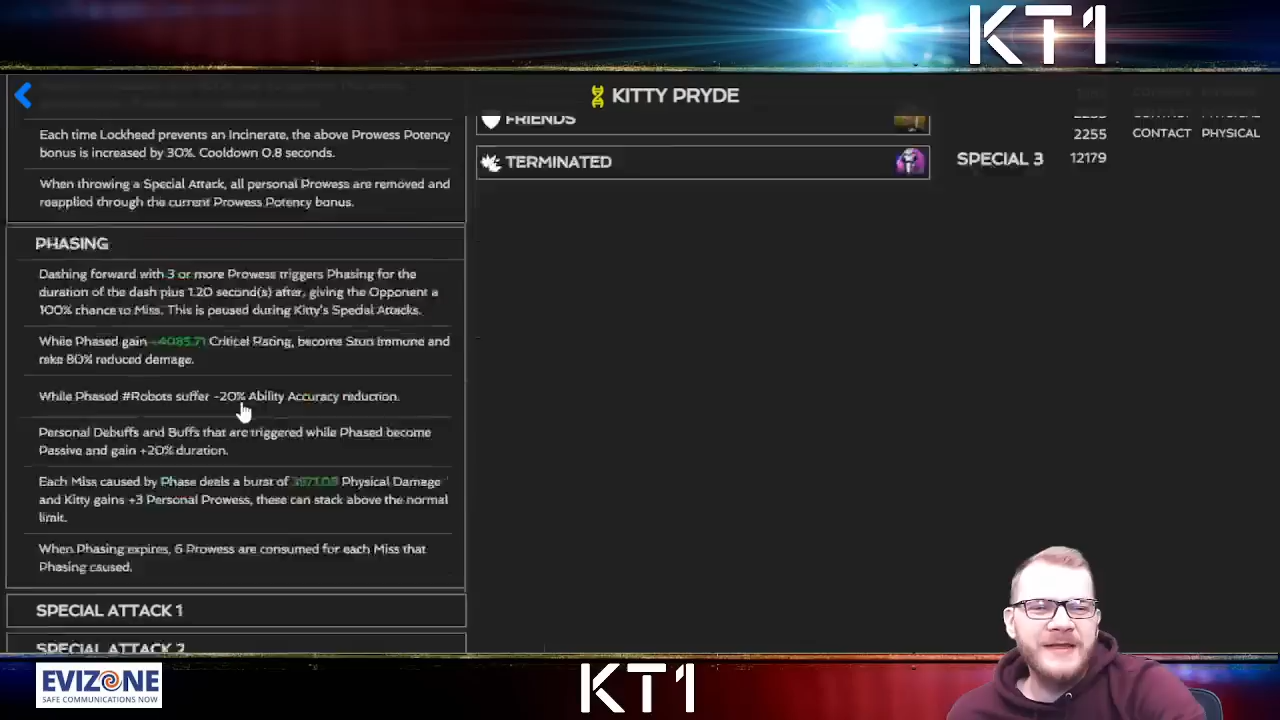 KT1
KITTY PRYDE
Each time Lockheed prevents an Incinerate, the above Prowess Potency
bonus is increased by 30%. Cooldown 0.8 seconds.
When throwing a Special Attack, all personal Prowess are removed and
reapplied through the current Prowess Potency bonus.
PHASING
Dashing forward with 3 or more Prowess triggers Phasing for the
duration of the dash plus 1.20 second(s) after, giving the Opponent a
100% chance to Miss. This is paused during Kitty's Special Attacks.
While Phased gain Critical Rating, become Stun Immune and
take 80% reduced damage.
While Phased #Robots suffer -20% Ability Accuracy reduction.
Personal Debuffs and Buffs that are triggered while Phased become
Passive and gain +20% duration.
Each Miss caused by Phase deals a burst of Physical Damage
and Kitty gains +3 Personal Prowess, these can stack above the normal
limit.
When Phasing expires, 6 Prowess are consumed for each Miss that
Phasing caused.
SPECIAL ATTACK 1
SPECIAL ATTACK 2
FRIENDS
TERMINATED
2255 CONTACT PHYSICAL
SPECIAL 3 12179
EVIZONE
SAFE COMMUNICATIONS NOW
KT1